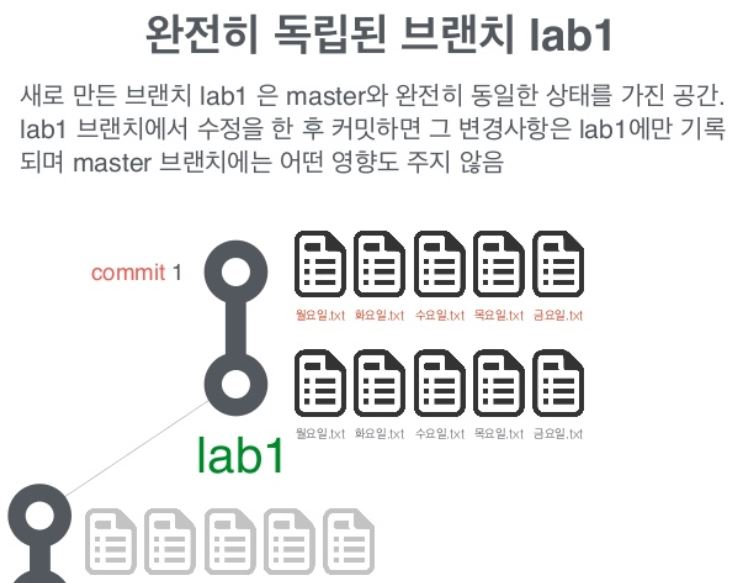 완전히 독립된 브랜치 lab1
새로 만든 브랜치 lab1 은 master와 완전히 동일한 상태를 가진 공간.
lab1 브랜치에서 수정을 한 후 커밋하면 그 변경사항은 lab1에만 기록
되며 master 브랜치에는 어떤 영향도 주지 않음
commit 1
월요일.txt 화요일.txt 수요일.txt 목요일.txt 금요일.txt
월요일.txt 화요일.txt 수요일.txt 목요일.txt 금요일.txt
lab1